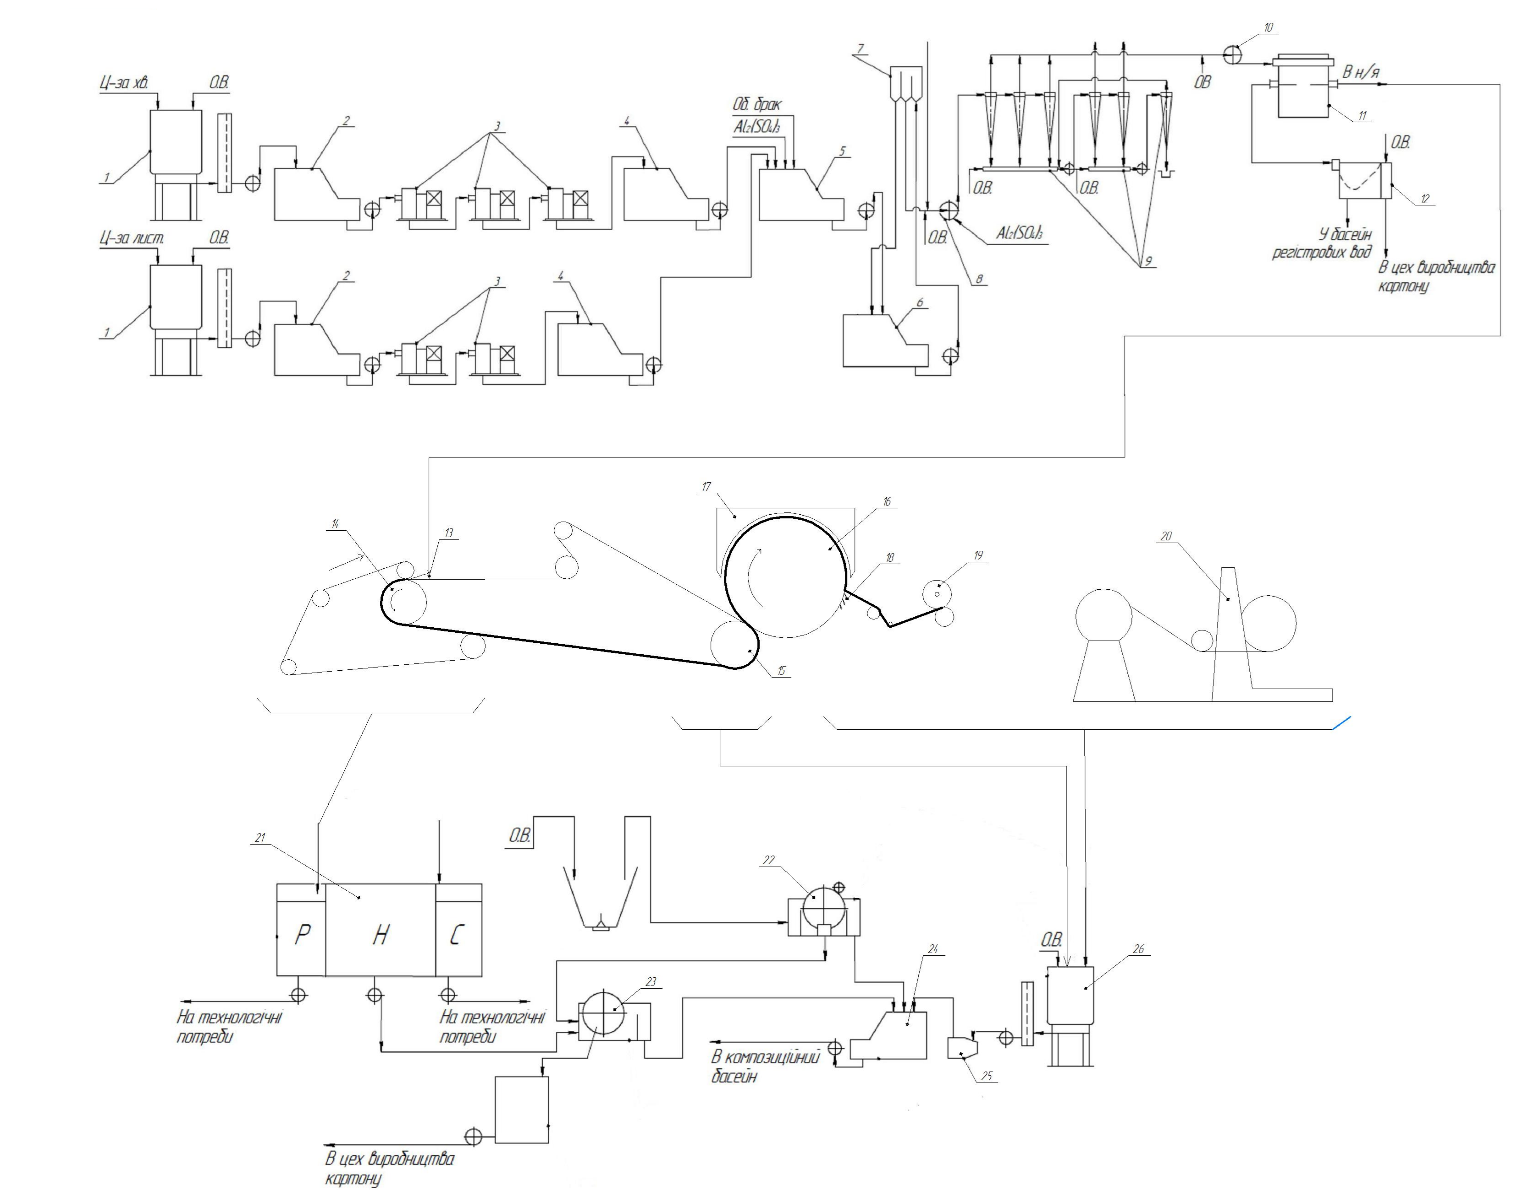 10
7
Ц-за хв.
О.В.
Об. брак
Al₂(SO₄)₃
ОВ
В н/я
2
3
4
5
11
1
О.В.
О.В.
О.В.
12
Ц-за лист.
О.В.
О.В.
Al₂(SO₄)₃
У басейн
регістрових вод
9
8
В цех виробництва
картону
2
3
4
6
1
17
16
14
13
18
19
20
15
21
О.В.
22
Р
Н
С
О.В.
24
26
23
На технологічні
потреби
На технологічні
потреби
В композиційний
басейн
25
В цех виробництва
картону